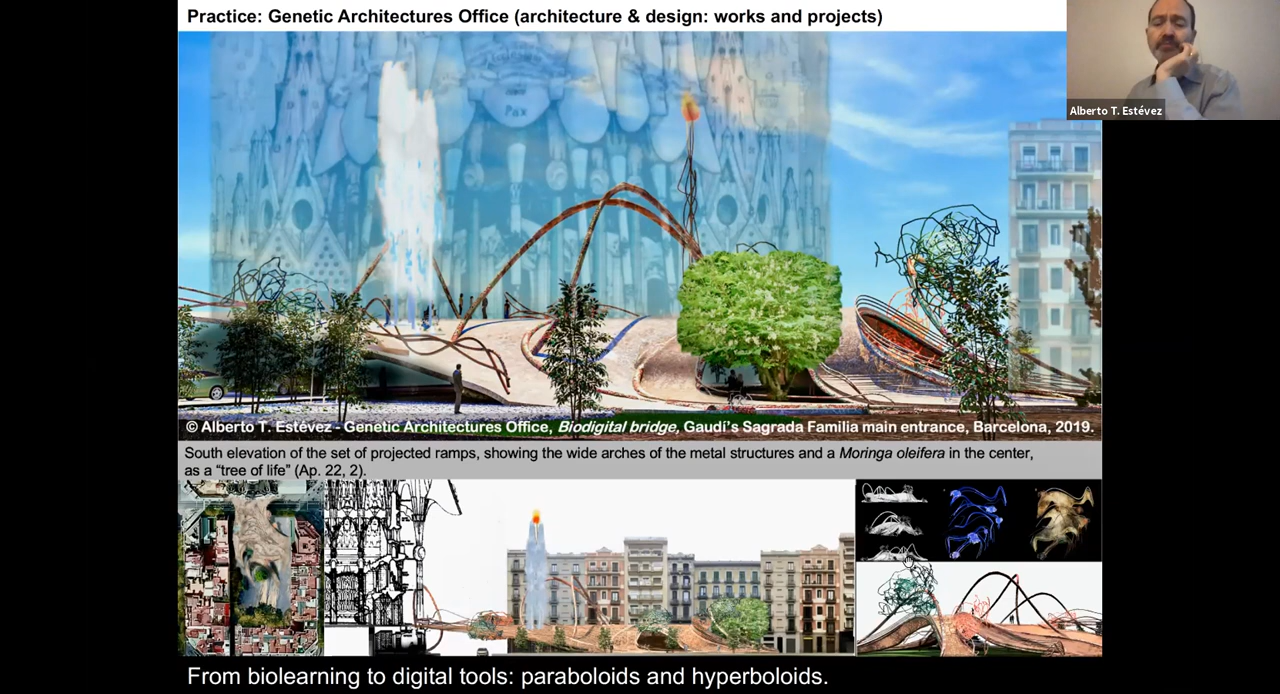 Practice: Genetic Architectures Office (architecture & design: works and projects)
Alberto T. Estévez
Pax
© Alberto T. Estévez - Genetic Architectures Office, Biodigital bridge, Gaudí's Sagrada Familia main entrance, Barcelona, 2019.
South elevation of the set of projected ramps, showing the wide arches of the metal structures and a Moringa oleifera in the center,
as a “tree of life” (Ap. 22, 2).
From biolearning to digital tools: paraboloids and hyperboloids.